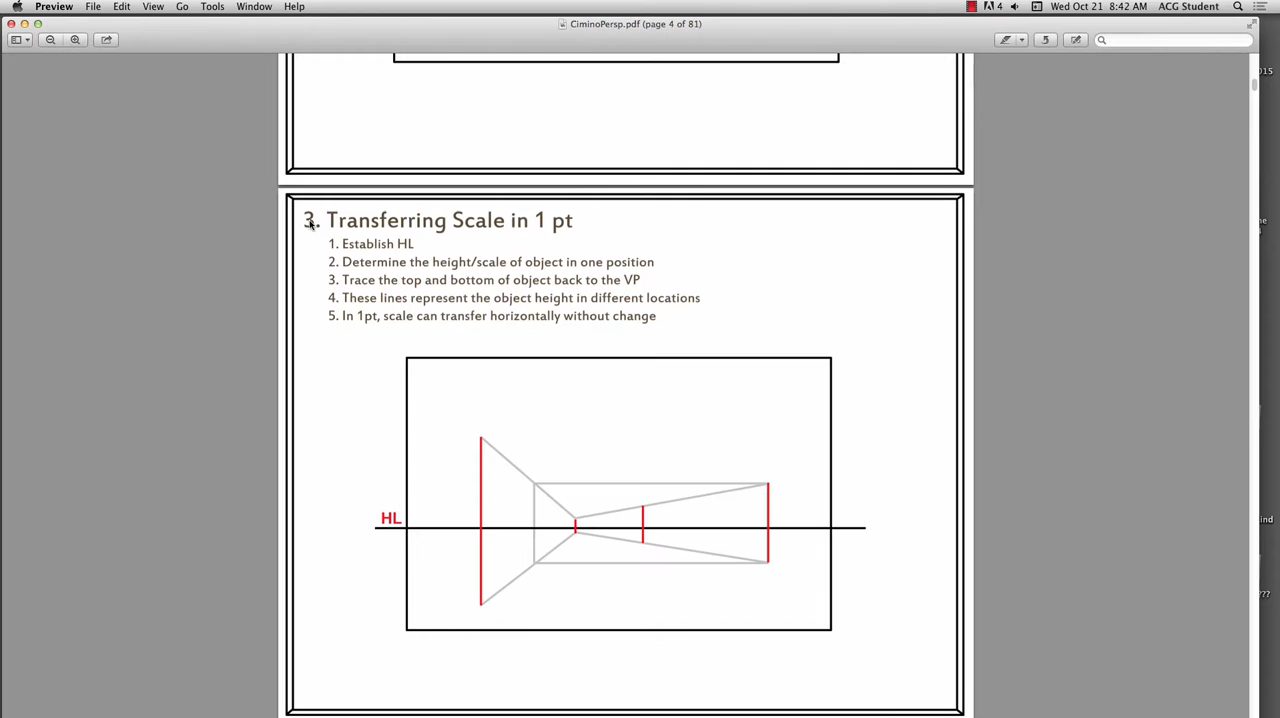 Preview File Edit View Go Tools Window Help
4 Wed Oct 21 8:42 AM ACG Student
CiminoPersp.pdf (page 4 of 81)
015
3. Transferring Scale in 1 pt
1. Establish HL
2. Determine the height/scale of object in one position
3. Trace the top and bottom of object back to the VP
4. These lines represent the object height in different locations
5. In 1pt, scale can transfer horizontally without change
HL
ind
???